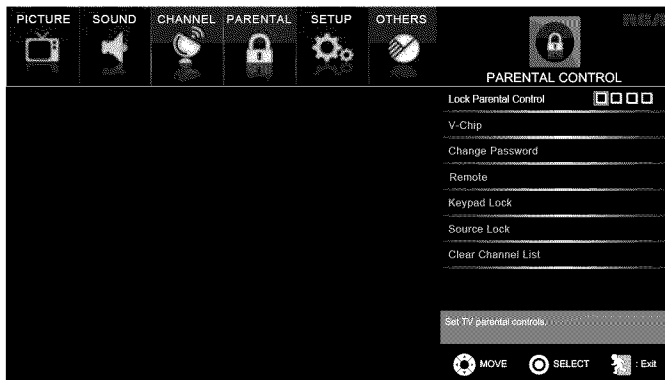 PICTURE SOUND CHANNEL PARENTAL SETUP OTHERS
RCA
PARENTAL CONTROL
Lock Parental Control
V-Chip
Change Password
Remote
Keypad Lock
Source Lock
Clear Channel List
Set TV parental controls.
MOVE SELECT : Exit